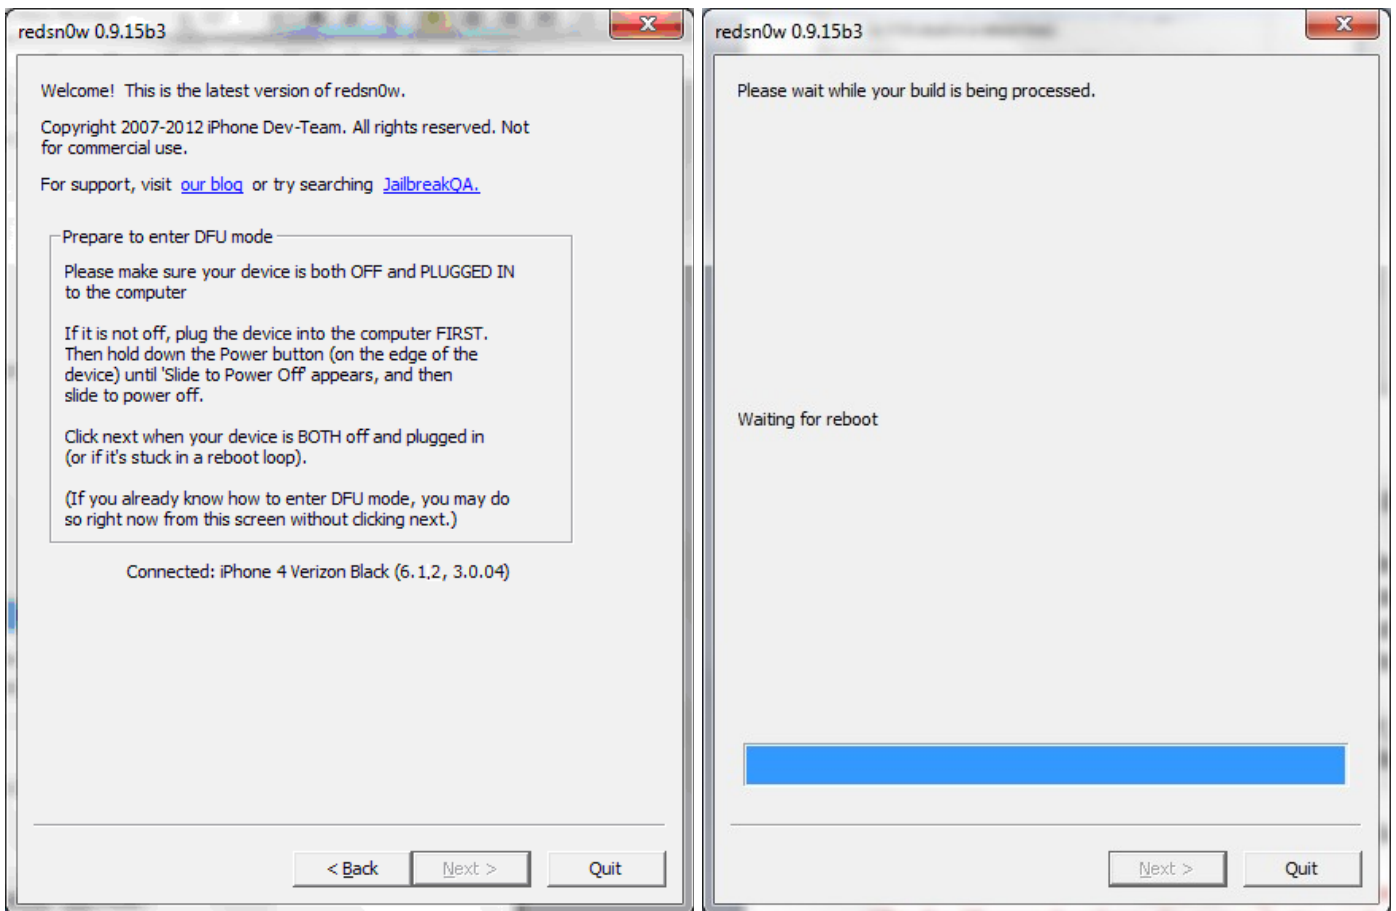 redsn0w 0.9.15b3
Welcome! This is the latest version of redsn0w.
Copyright 2007-2012 iPhone Dev-Team. All rights reserved. Not
for commercial use.
For support, visit our blog or try searching JailbreakQA.
Prepare to enter DFU mode
Please make sure your device is both OFF and PLUGGED IN
to the computer
If it is not off, plug the device into the computer FIRST.
Then hold down the Power button (on the edge of the
device) until 'Slide to Power Off' appears, and then
slide to power off.
Click next when your device is BOTH off and plugged in
(or if it's stuck in a reboot loop).
(If you already know how to enter DFU mode, you may do
so right now from this screen without clicking next.)
Connected: iPhone 4 Verizon Black (6.1.2, 3.0.04)
< Back
Next >
Quit
redsn0w 0.9.15b3
Please wait while your build is being processed.
Waiting for reboot
Next >
Quit